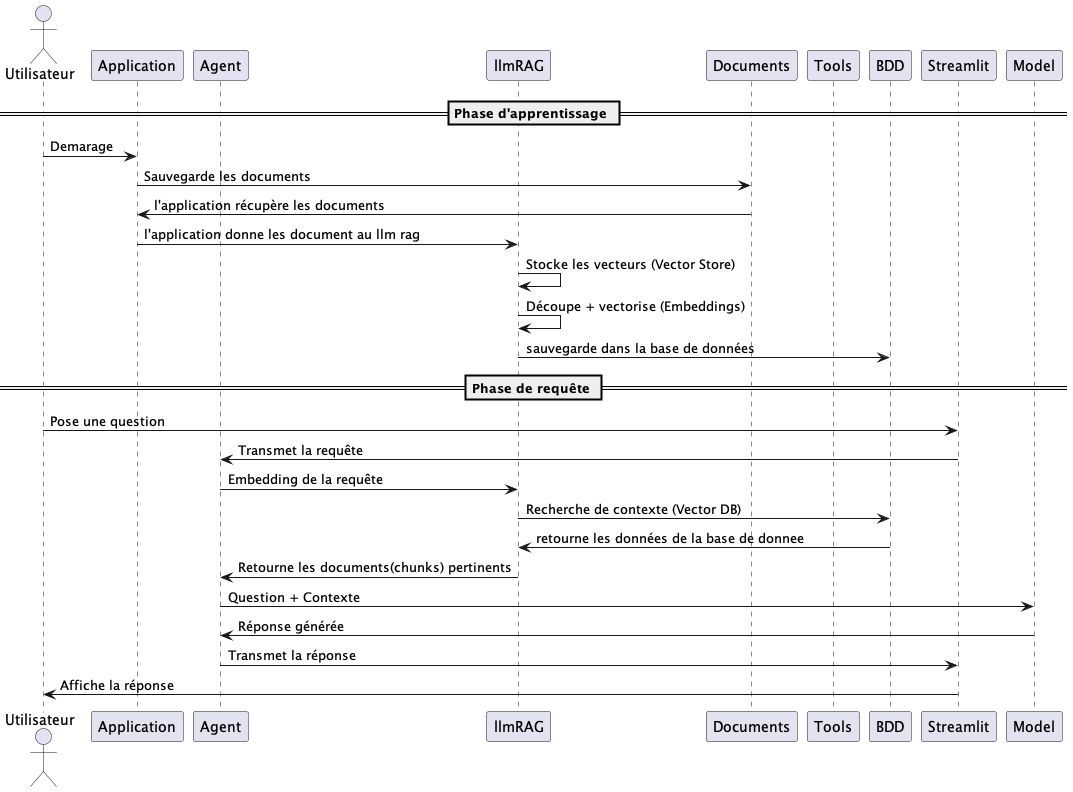 Utilisateur
Application
Agent
llmRAG
Documents
Tools
BDD
Streamlit
Model
Phase d'apprentissage
Demarage
Sauvegarde les documents
l'application récupère les documents
l'application donne les document au llm rag
Stocke les vecteurs (Vector Store)
Découpe + vectorise (Embeddings)
sauvegarde dans la base de données
Phase de requête
Pose une question
Transmet la requête
Embedding de la requête
Recherche de contexte (Vector DB)
retourne les données de la base de donnee
Retourne les documents(chunks) pertinents
Question + Contexte
Réponse générée
Transmet la réponse
Affiche la réponse
Utilisateur
Application
Agent
llmRAG
Documents
Tools
BDD
Streamlit
Model